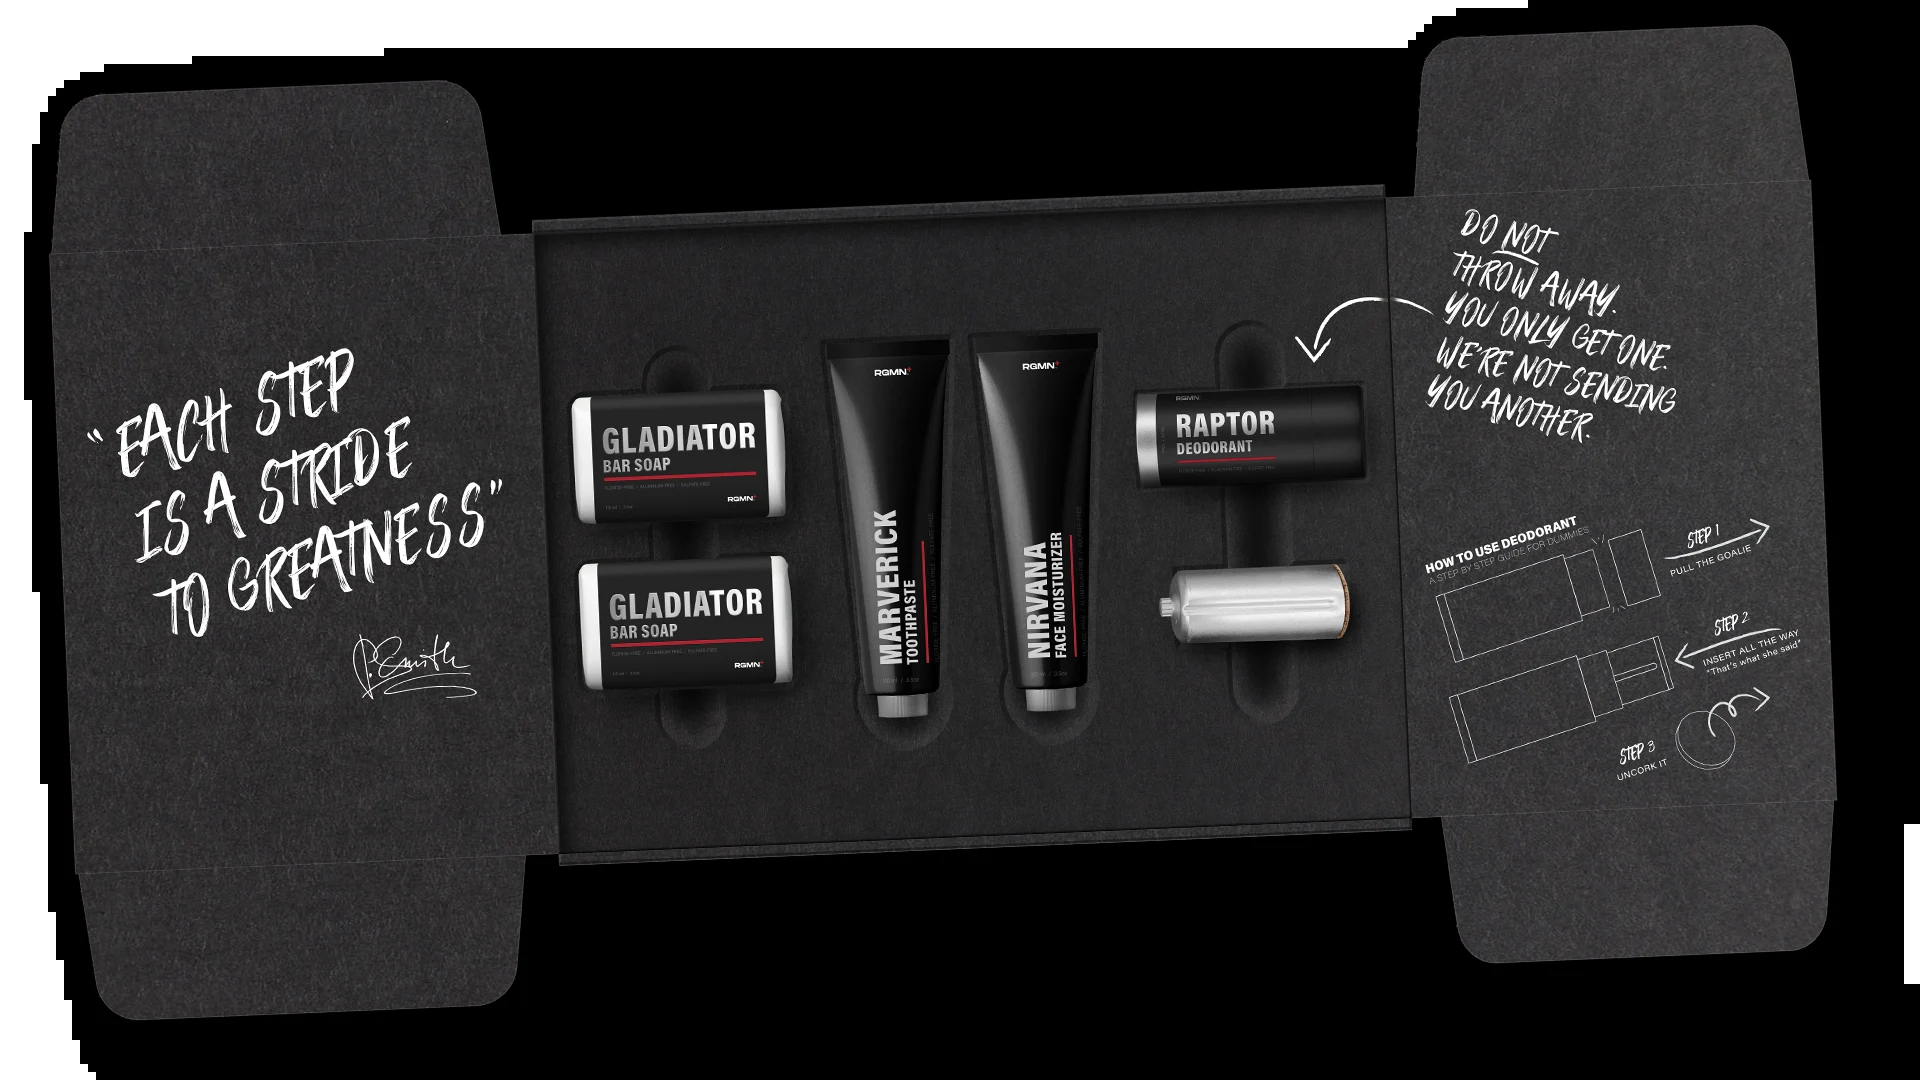 "EACH STEP
IS A STRIDE
TO GREATNESS"
P.Smith
GLADIATOR
BAR SOAP
RGMN+
GLADIATOR
BAR SOAP
RGMN+
RGMN+
MARVERICK
TOOTHPASTE
RGMN+
NIRVANA
FACE MOISTURIZER
RGMN
RAPTOR
DEODORANT
DO NOT
THROW AWAY.
YOU ONLY GET ONE.
WE'RE NOT SENDING
YOU ANOTHER.
HOW TO USE DEODORANT
A STEP BY STEP GUIDE FOR DUMMIES
STEP 1
PULL THE GOALIE
STEP 2
INSERT ALL THE WAY
"That's what she said"
STEP 3
UNCORK IT